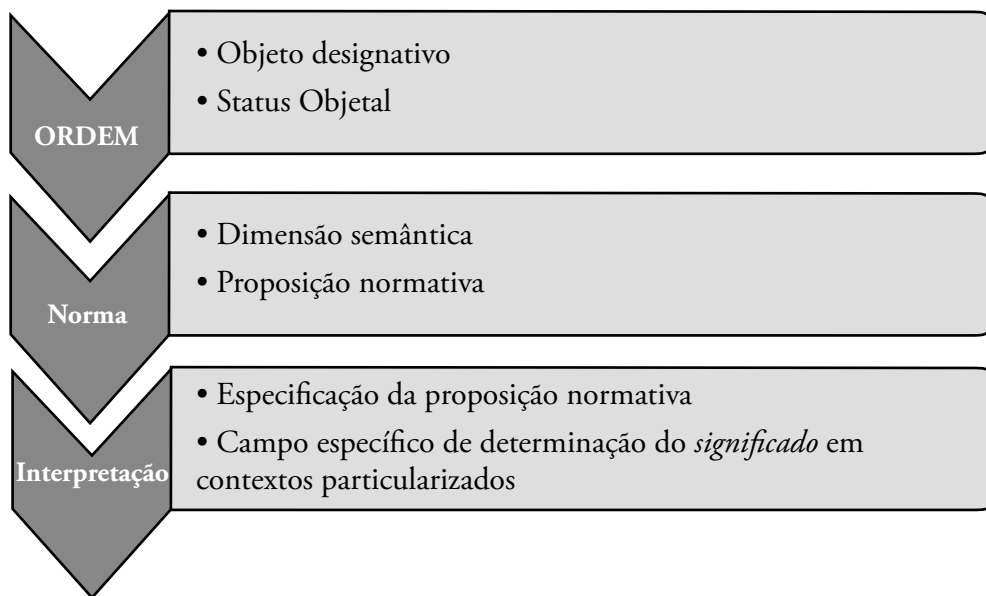 ORDEM
• Objeto designativo
• Status Objetal
Norma
• Dimensão semântica
• Proposição normativa
Interpretação
• Especificação da proposição normativa
• Campo específico de determinação do significado em
contextos particularizados